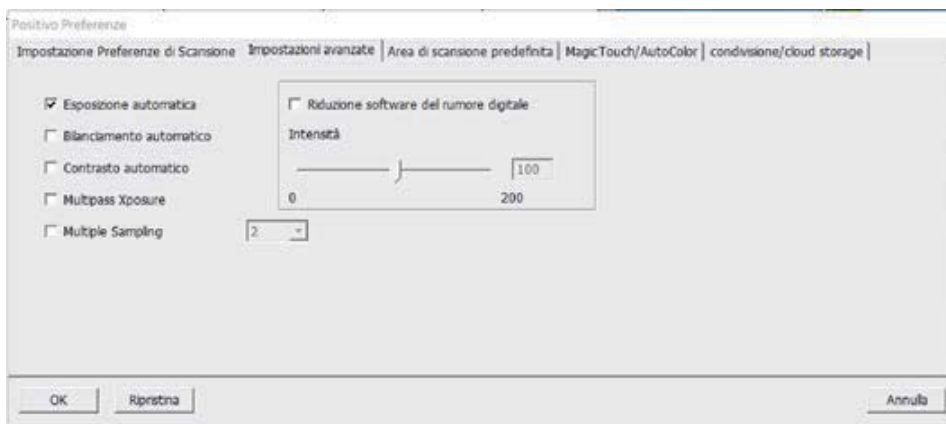 Positivo Preferenze
Impostazione Preferenze di Scansione Impostazioni avanzate Area di scansione predefinita MagicTouch/AutoColor condivisione/cloud storage
Esposizione automatica
Riduzione software del rumore digitale
Bilanciamento automatico
Intensità
Contrasto automatico
100
Multipass Xposure
0 200
Multiple Sampling 2
OK Ripristina Annulla